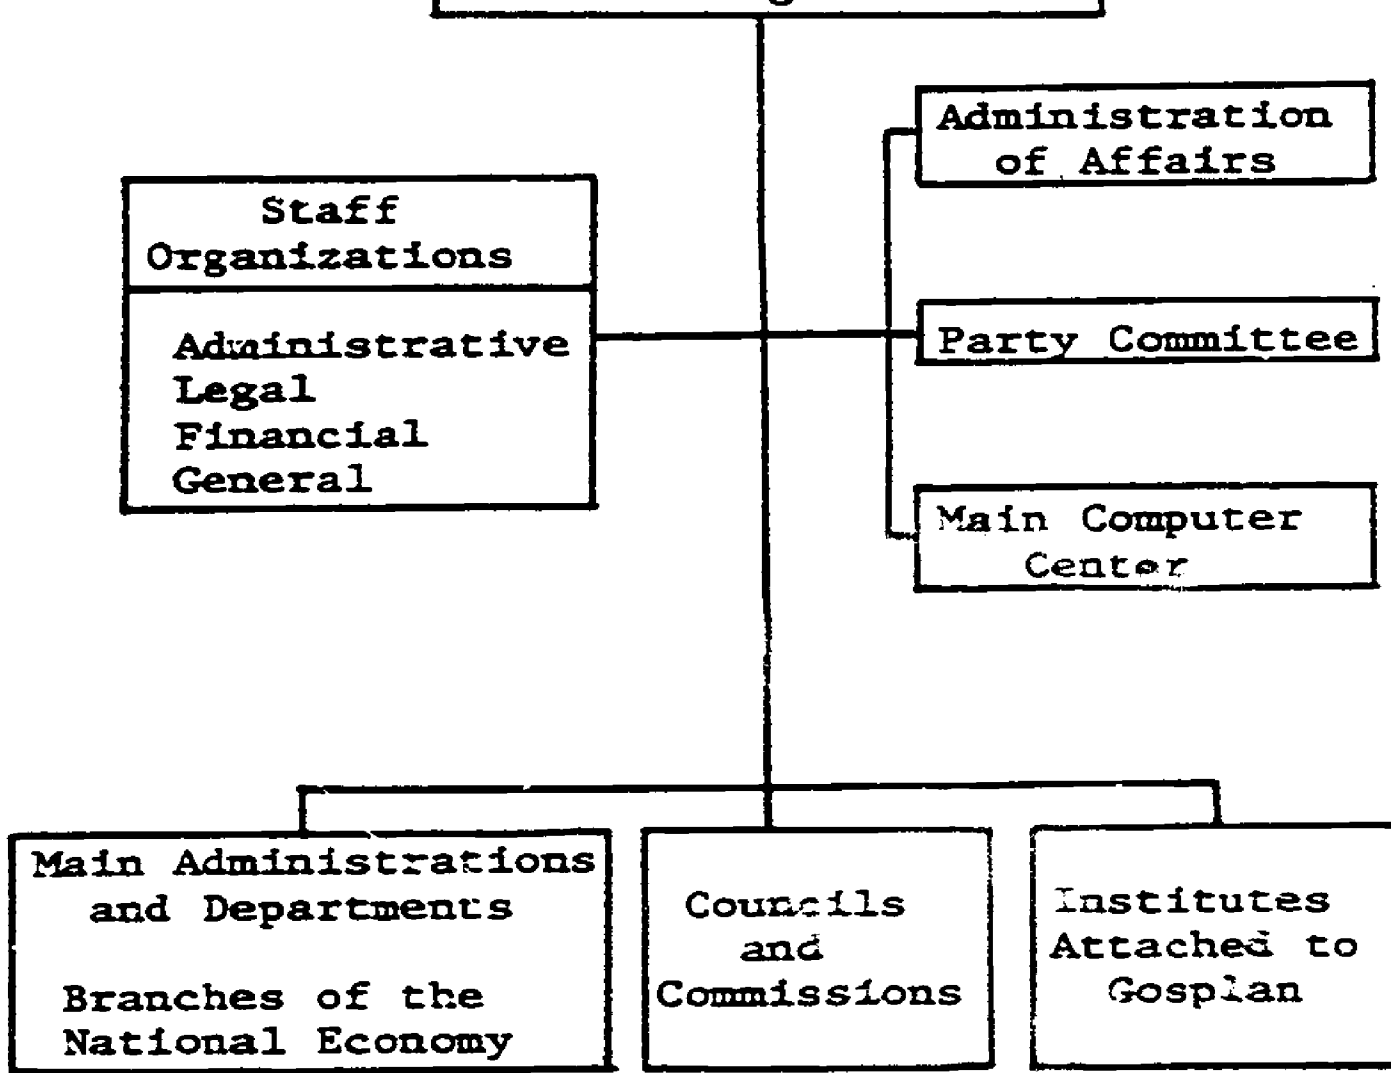 Administration
of Affairs
Staff
Organizations
Administrative
Legal
Financial
General
Party Committee
Main Computer
Center
Main Administrations
and Departments
Branches of the
National Economy
Councils
and
Commissions
Institutes
Attached to
Gosplan